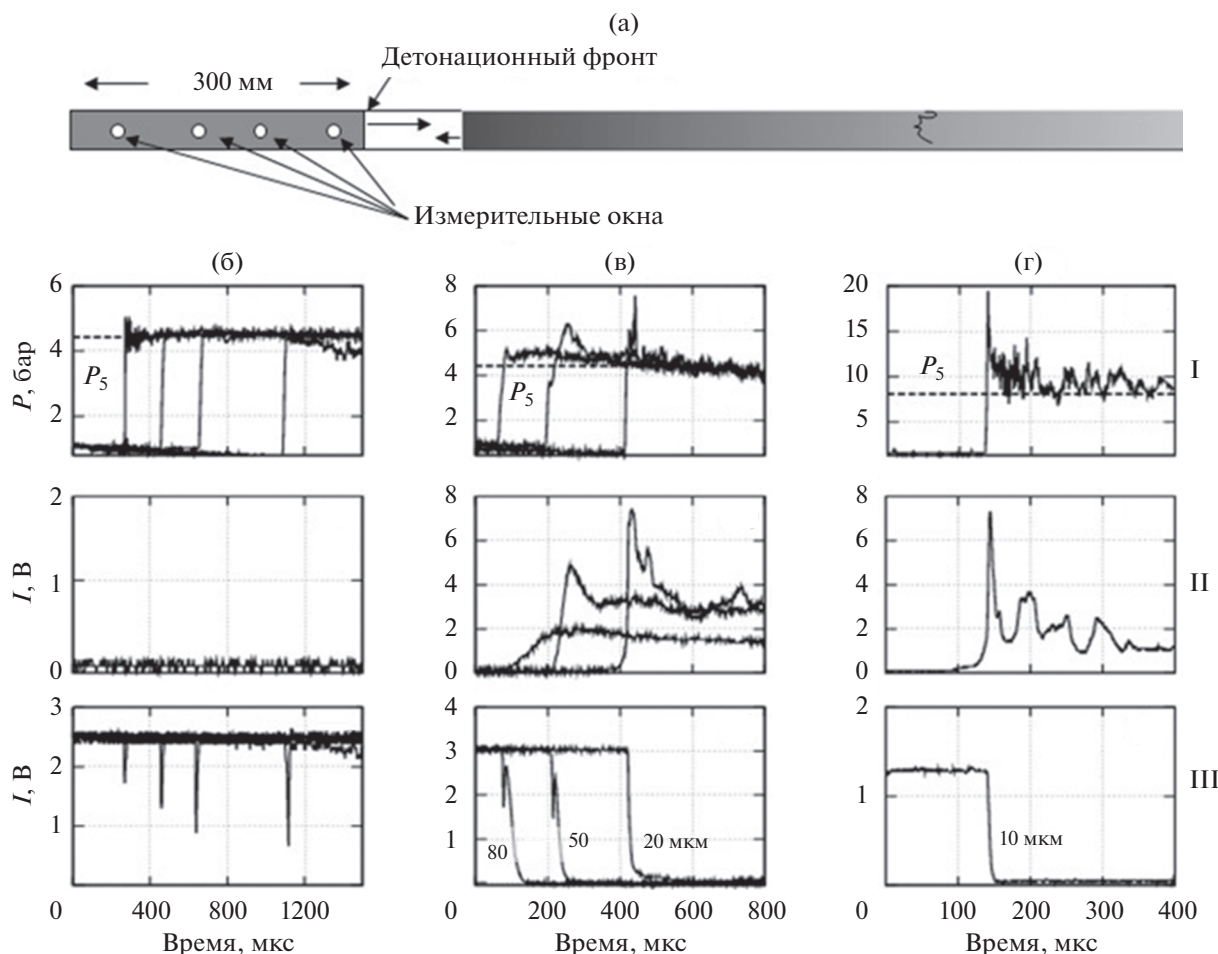 (а)
Детонационный фронт
300 мм
Измерительные окна
(б)
(в)
(г)
6
4
2
P, бар
P5
8
6
4
2
P5
20
15
10
5
P5
I
2
1
0
I, В
8
6
4
2
0
8
6
4
2
0
II
3
2
1
I, В
4
3
2
1
80
50
20 мкм
2
1
10 мкм
III
0 400 800 1200
0 200 400 600 800
0 100 200 300 400
Время, мкс
Время, мкс
Время, мкс